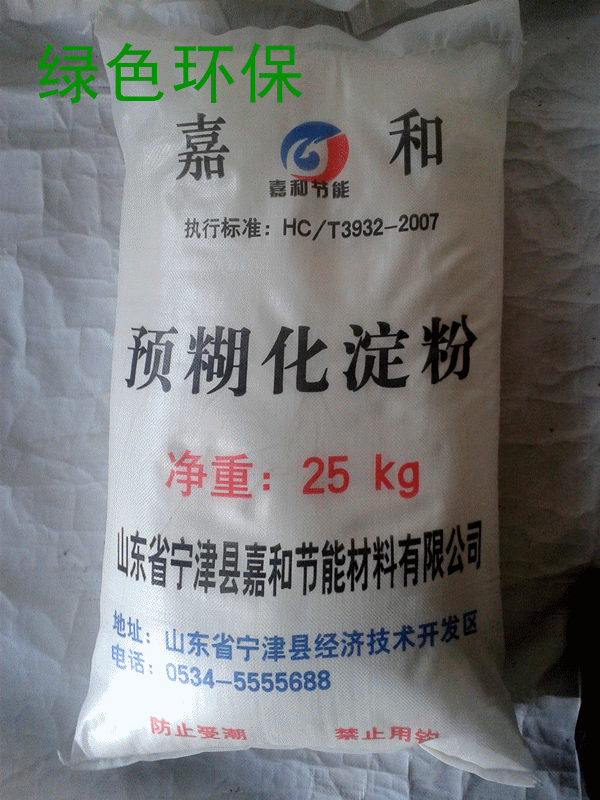 绿色环保
嘉 和
嘉和节能
执行标准：HC/T3932-2007
预糊化淀粉
净重：25 kg
山东省宁津县嘉和节能材料有限公司
地址：山东省宁津县经济技术开发区
电话：0534-5555688
防止受潮 禁止用钩